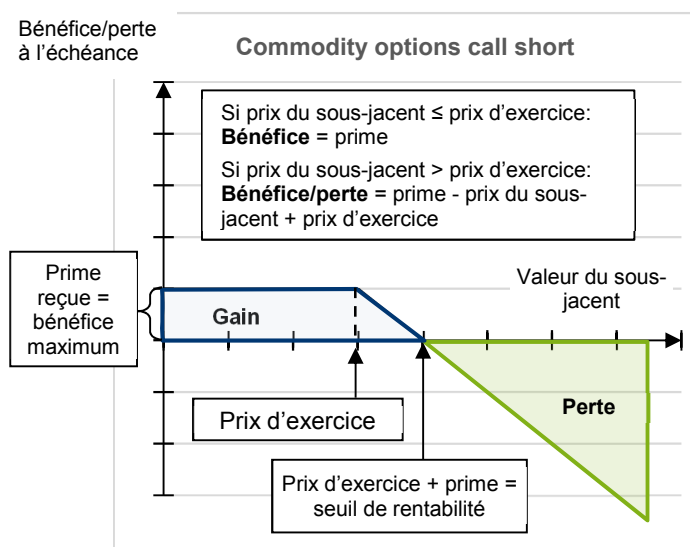 Bénéfice/perte
à l'échéance
Commodity options call short
Si prix du sous-jacent ≤ prix d'exercice:
Bénéfice = prime
Si prix du sous-jacent > prix d'exercice:
Bénéfice/perte = prime - prix du sous-
jacent + prix d'exercice
Prime
reçue =
bénéfice
maximum
Gain
Valeur du sous-
jacent
Prix d'exercice
Perte
Prix d'exercice + prime =
seuil de rentabilité